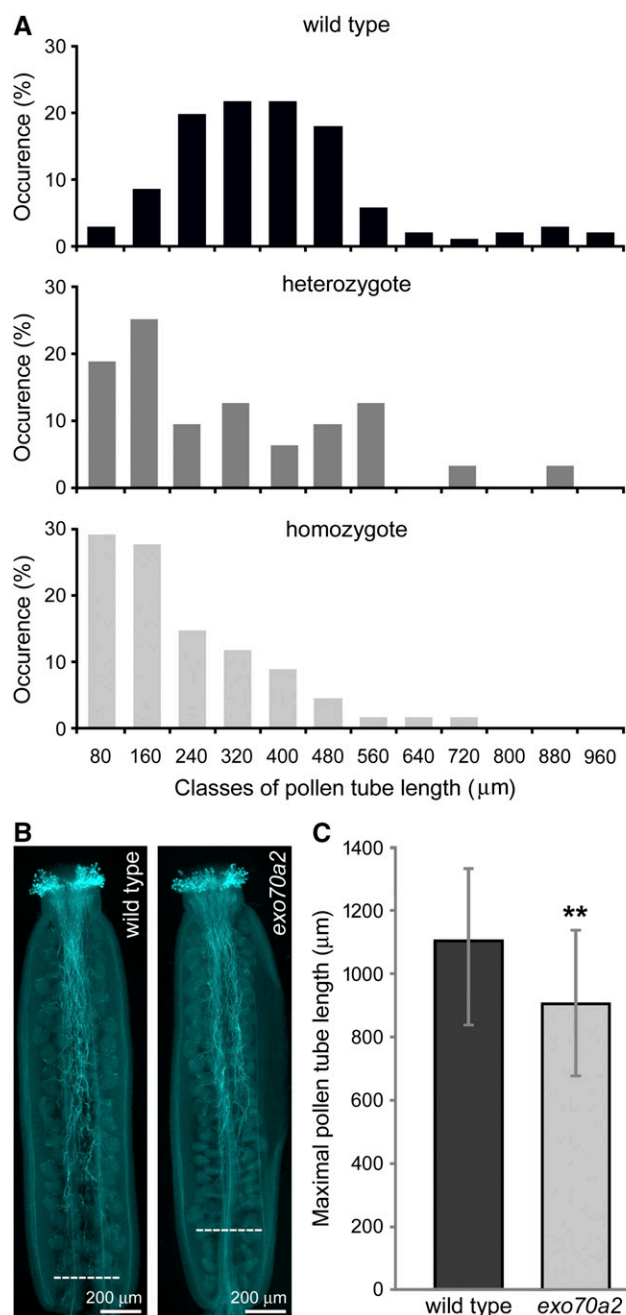 A
wild type
30
20
10
0
Occurence (%)
heterozygote
30
20
10
0
Occurence (%)
homozygote
30
20
10
0
Occurence (%)
80 160 240 320 400 480 560 640 720 800 880 960
Classes of pollen tube length (μm)
B
wild type
200 μm
exo70a2
200 μm
C
1400
1200
1000
800
600
400
200
0
Maximal pollen tube length (μm)
**
wild type exo70a2